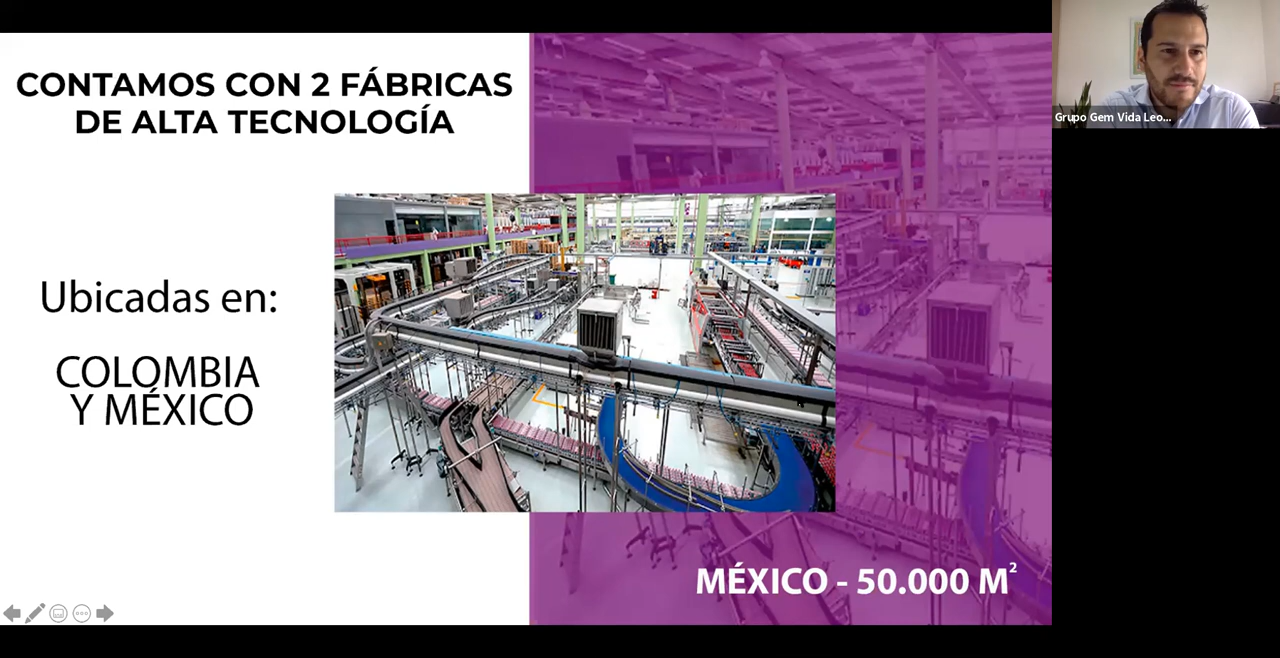 CONTAMOS CON 2 FÁBRICAS
DE ALTA TECNOLOGÍA
Ubicadas en:
COLOMBIA
Y MÉXICO
MÉXICO - 50.000 M²
Grupo Gem Vida Leo...